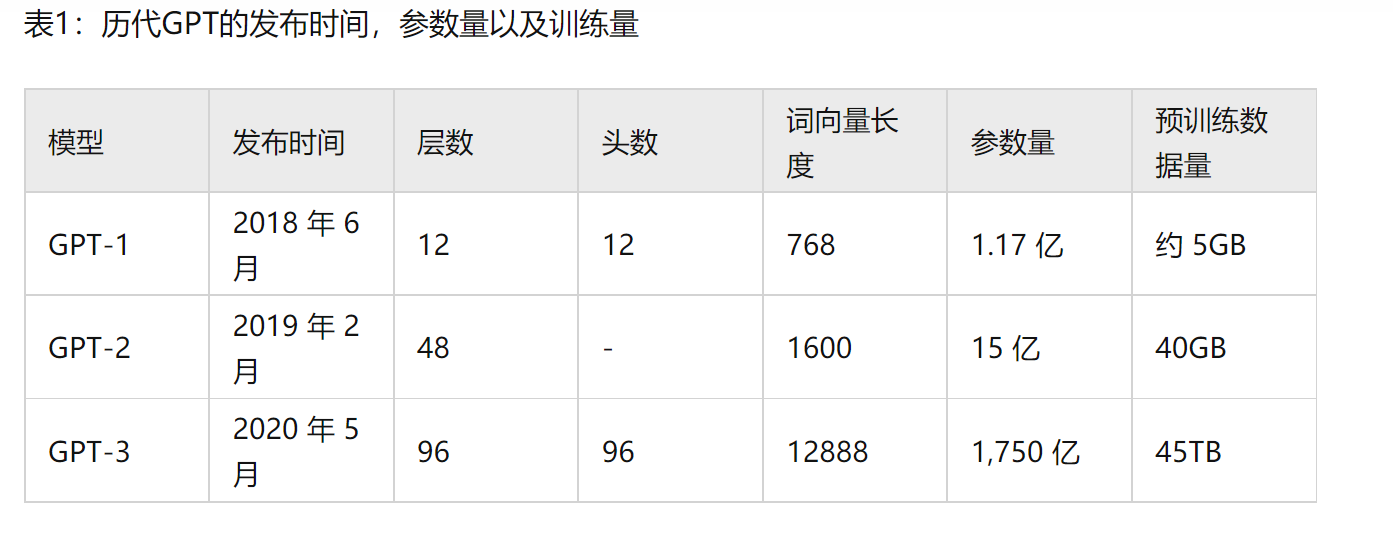 表1：历代GPT的发布时间，参数量以及训练量
模型 发布时间 层数 头数 词向量长度 参数量 预训练数据量
GPT-1 2018 年 6 月 12 12 768 1.17 亿 约 5GB
GPT-2 2019 年 2 月 48 - 1600 15 亿 40GB
GPT-3 2020 年 5 月 96 96 12888 1,750 亿 45TB